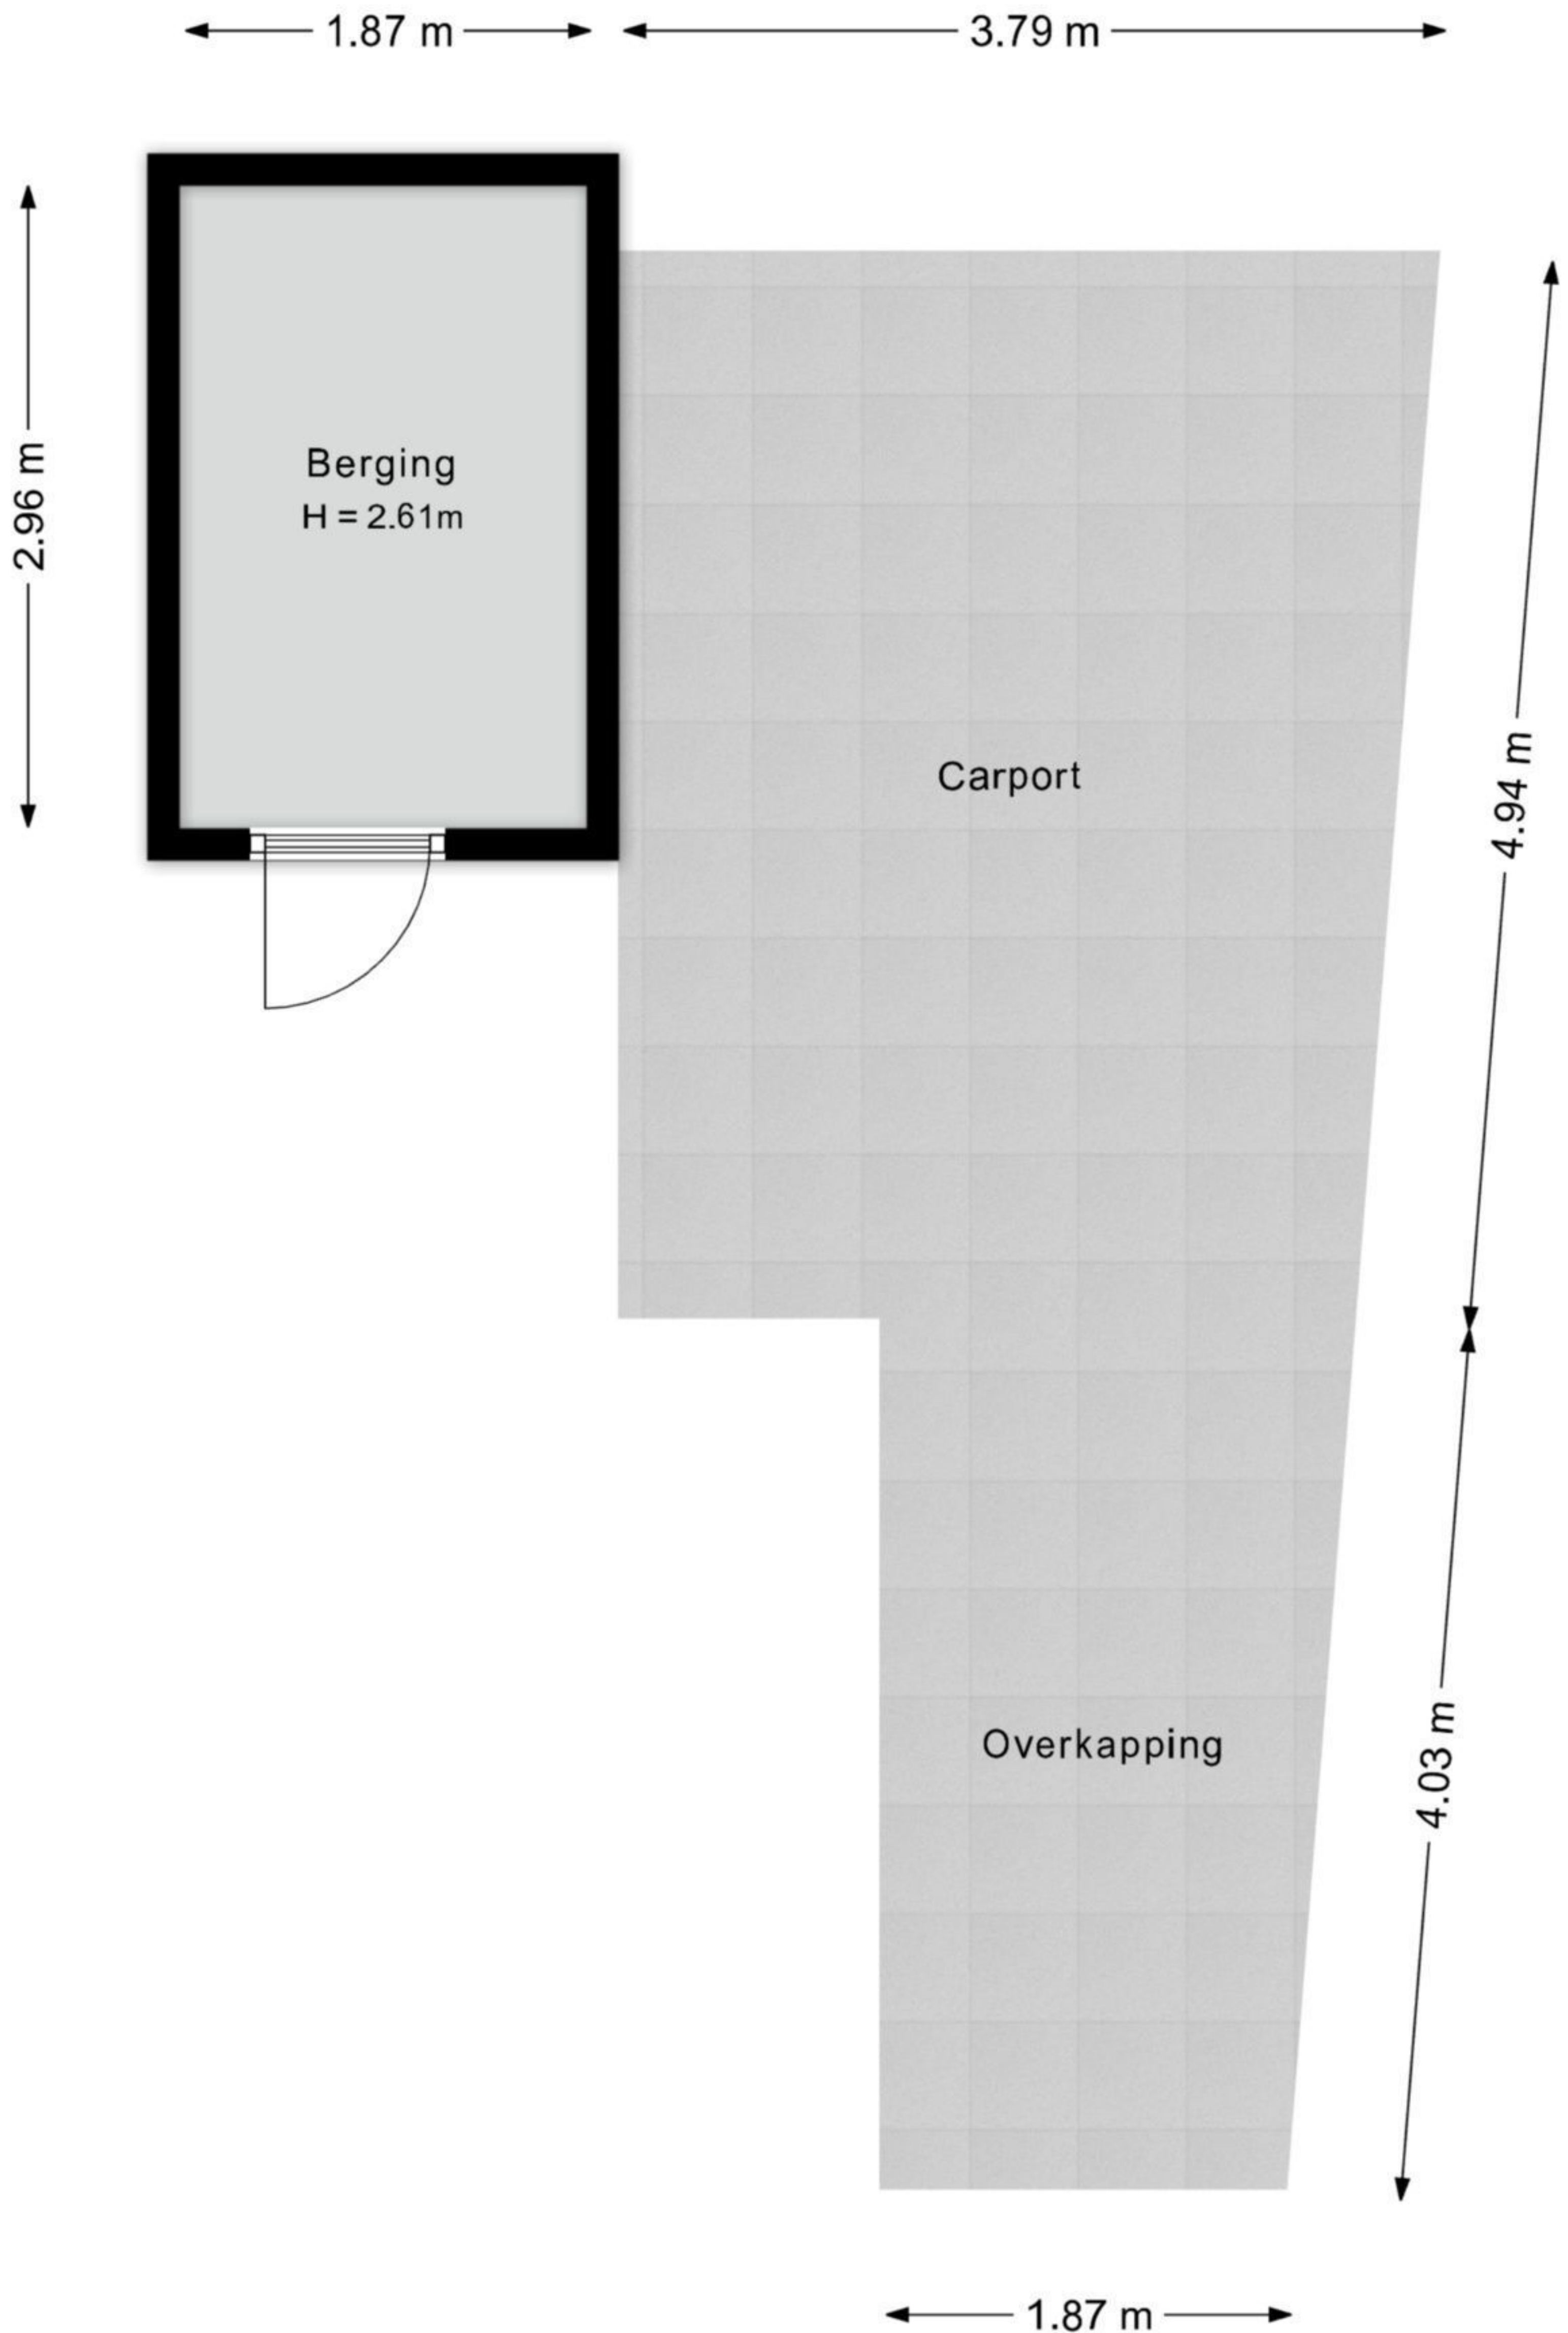 1.87 m
3.79 m
2.96 m
Berging
H = 2.61m
Carport
4.94 m
Overkapping
4.03 m
1.87 m